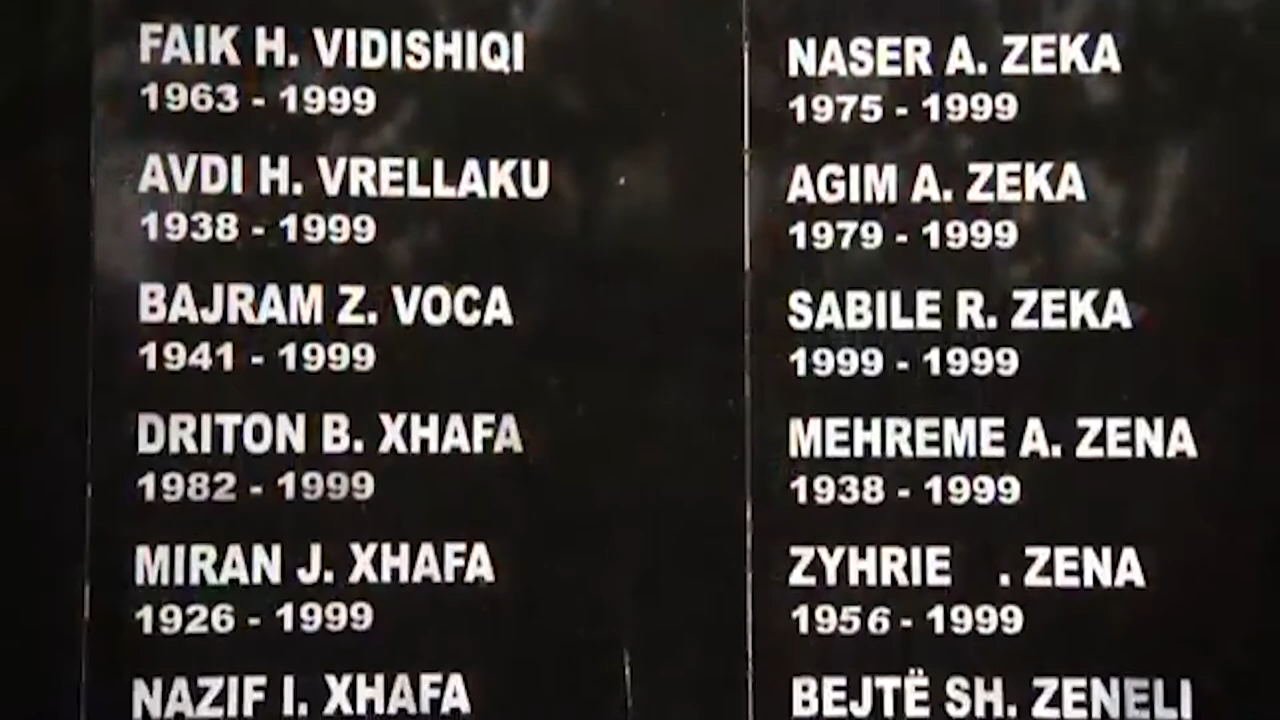 FAIK H. VIDISHIQI
1963 - 1999
AVDI H. VRELLAKU
1938 - 1999
BAJRAM Z. VOCA
1941 - 1999
DRITON B. XHAFA
1982 - 1999
MIRAN J. XHAFA
1926 - 1999
NAZIF I. XHAFA
NASER A. ZEKA
1975 - 1999
AGIM A. ZEKA
1979 - 1999
SABILE R. ZEKA
1999 - 1999
MEHREME A. ZENA
1938 - 1999
ZYHRIE . ZENA
1956 - 1999
BEJTË SH. ZENELI